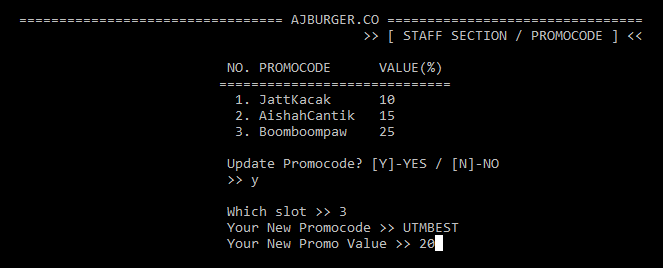 ================================= AJBURGER.CO ================================
>> [ STAFF SECTION / PROMOCODE ] <<
NO. PROMOCODE VALUE(%)
=============================
1. JattKacak 10
2. AishahCantik 15
3. Boomboompaw 25
Update Promocode? [Y]-YES / [N]-NO
>> y
Which slot >> 3
Your New Promocode >> UTMBEST
Your New Promo Value >> 20